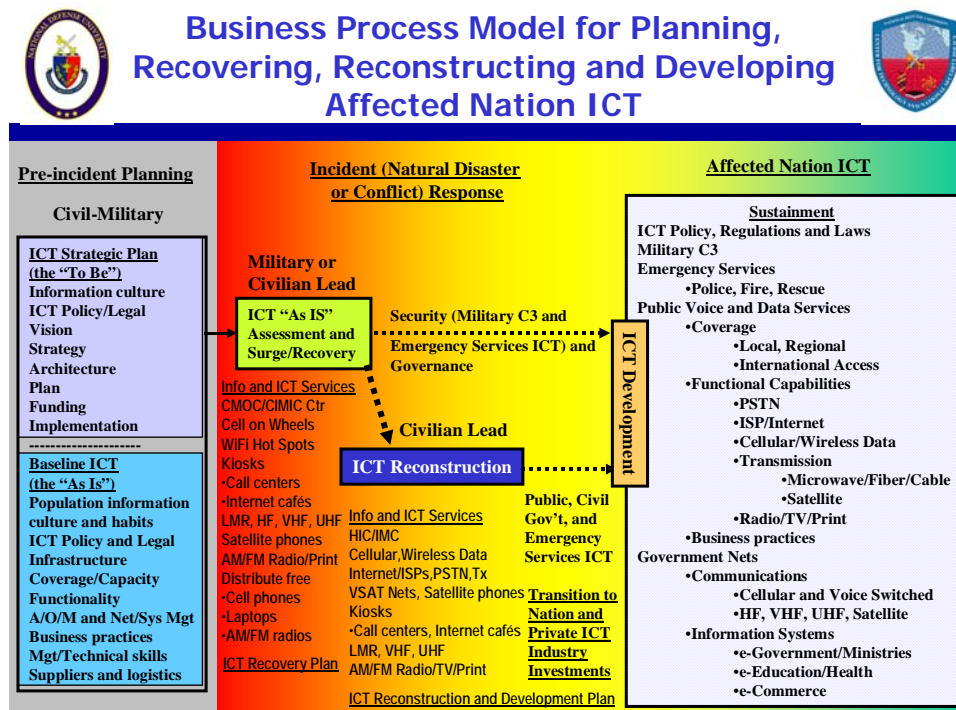 Business Process Model for Planning,
Recovering, Reconstructing and Developing
Affected Nation ICT
NATIONAL DEFENSE UNIVERSITY
Pre-incident Planning
Civil-Military
ICT Strategic Plan
(the “To Be”)
Information culture
ICT Policy/Legal
Vision
Strategy
Architecture
Plan
Funding
Implementation
---------------------
Baseline ICT
(the “As Is”)
Population information
culture and habits
ICT Policy and Legal
Infrastructure
Coverage/Capacity
Functionality
A/O/M and Net/Sys Mgt
Business practices
Mgt/Technical skills
Suppliers and logistics
Incident (Natural Disaster
or Conflict) Response
Military or
Civilian Lead
ICT “As IS”
Assessment and
Surge/Recovery
Info and ICT Services
CMOC/CIMIC Ctr
Cell on Wheels
WiFi Hot Spots
Kiosks
•Call centers
•Internet cafés
LMR, HF, VHF, UHF
Satellite phones
AM/FM Radio/Print
Distribute free
•Cell phones
•Laptops
•AM/FM radios
ICT Recovery Plan
Security (Military C3 and
Emergency Services ICT) and
Governance
Civilian Lead
ICT Reconstruction
Info and ICT Services
HIC/IMC
Cellular,Wireless Data
Internet/ISPs,PSTN,Tx
VSAT Nets, Satellite phones
Kiosks
•Call centers, Internet cafés
LMR, VHF, UHF
AM/FM Radio/TV/Print
ICT Reconstruction and Development Plan
Public, Civil
Gov’t, and
Emergency
Services ICT
Transition to
Nation and
Private ICT
Industry
Investments
ICT Development
Affected Nation ICT
Sustainment
ICT Policy, Regulations and Laws
Military C3
Emergency Services
•Police, Fire, Rescue
Public Voice and Data Services
•Coverage
•Local, Regional
•International Access
•Functional Capabilities
•PSTN
•ISP/Internet
•Cellular/Wireless Data
•Transmission
•Microwave/Fiber/Cable
•Satellite
•Radio/TV/Print
•Business practices
Government Nets
•Communications
•Cellular and Voice Switched
•HF, VHF, UHF, Satellite
•Information Systems
•e-Government/Ministries
•e-Education/Health
•e-Commerce